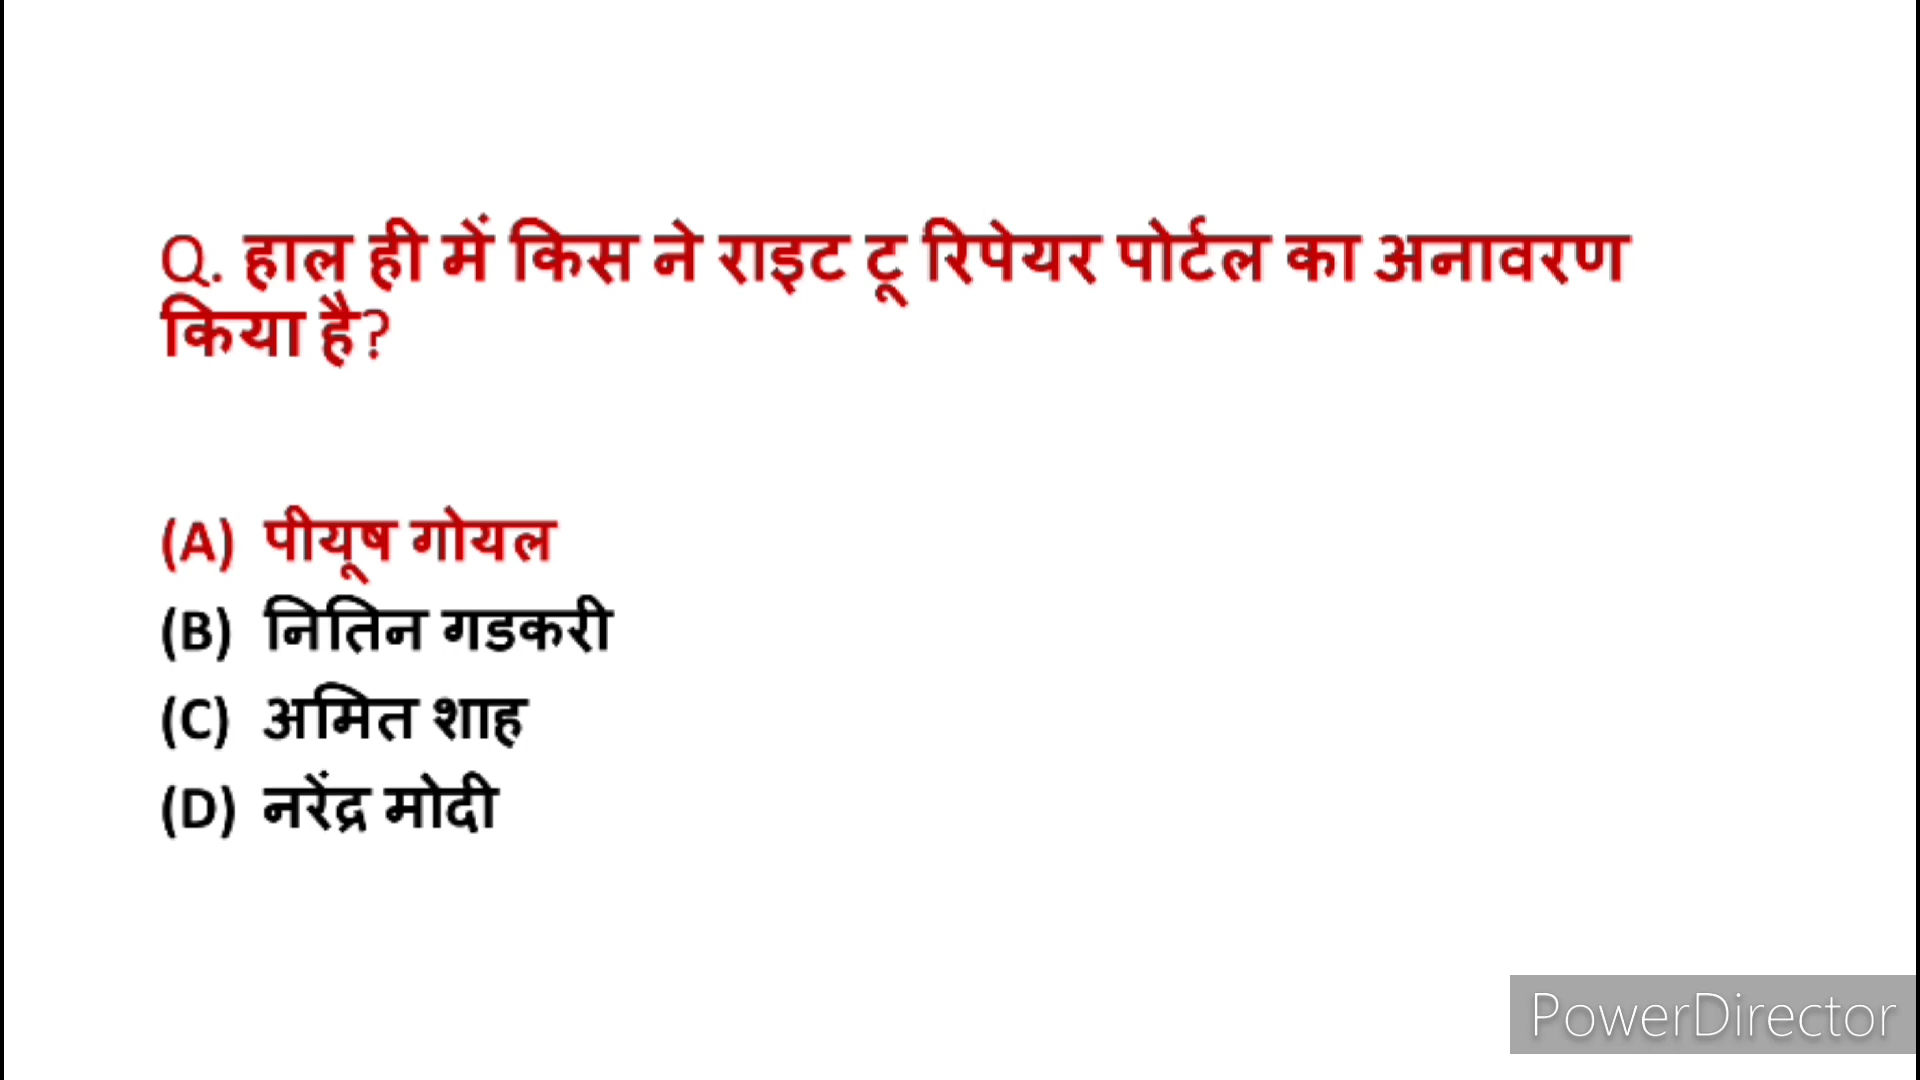 Q. हाल ही में किस ने राइट टू रिपेयर पोर्टल का अनावरण
किया है?
(A) पीयूष गोयल
(B) नितिन गडकरी
(C) अमित शाह
(D) नरेंद्र मोदी
PowerDirector